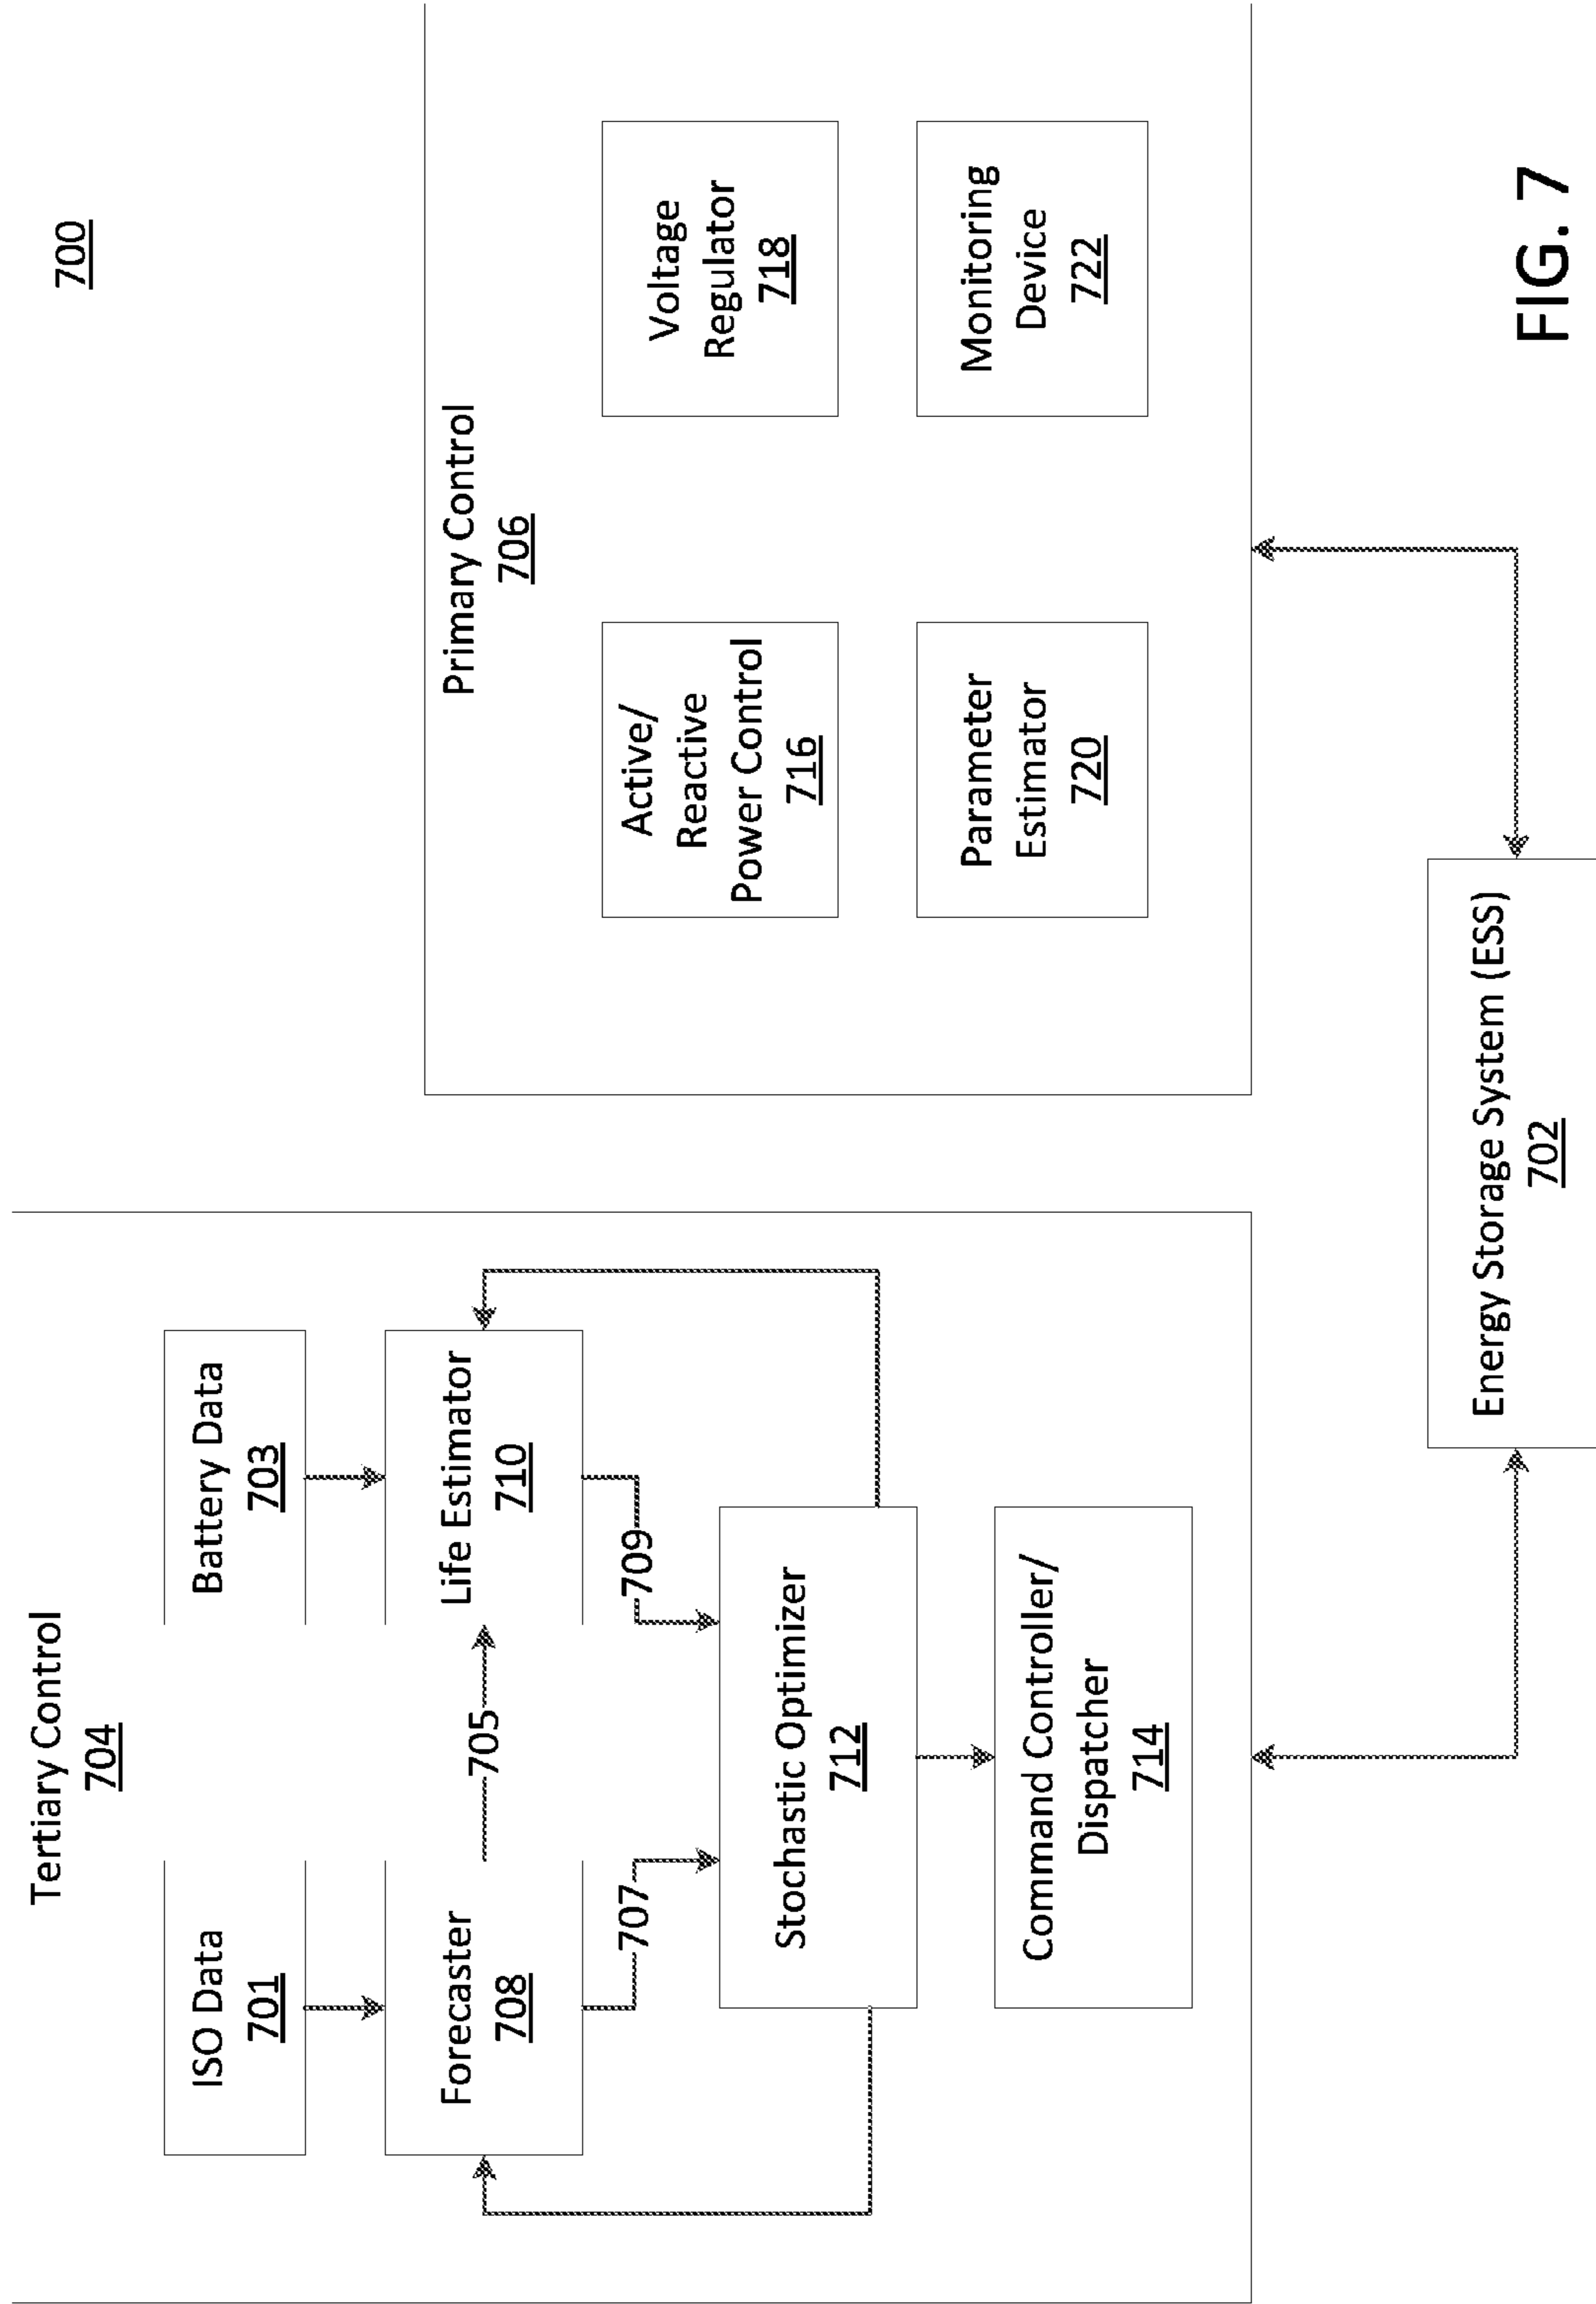 700
Tertiary Control
704
ISO Data
701
Battery Data
703
Forecaster
708
705
Life Estimator
710
707
709
Stochastic Optimizer
712
Command Controller/
Dispatcher
714
Primary Control
706
Active/
Reactive
Power Control
716
Voltage
Regulator
718
Parameter
Estimator
720
Monitoring
Device
722
Energy Storage System (ESS)
702
FIG. 7